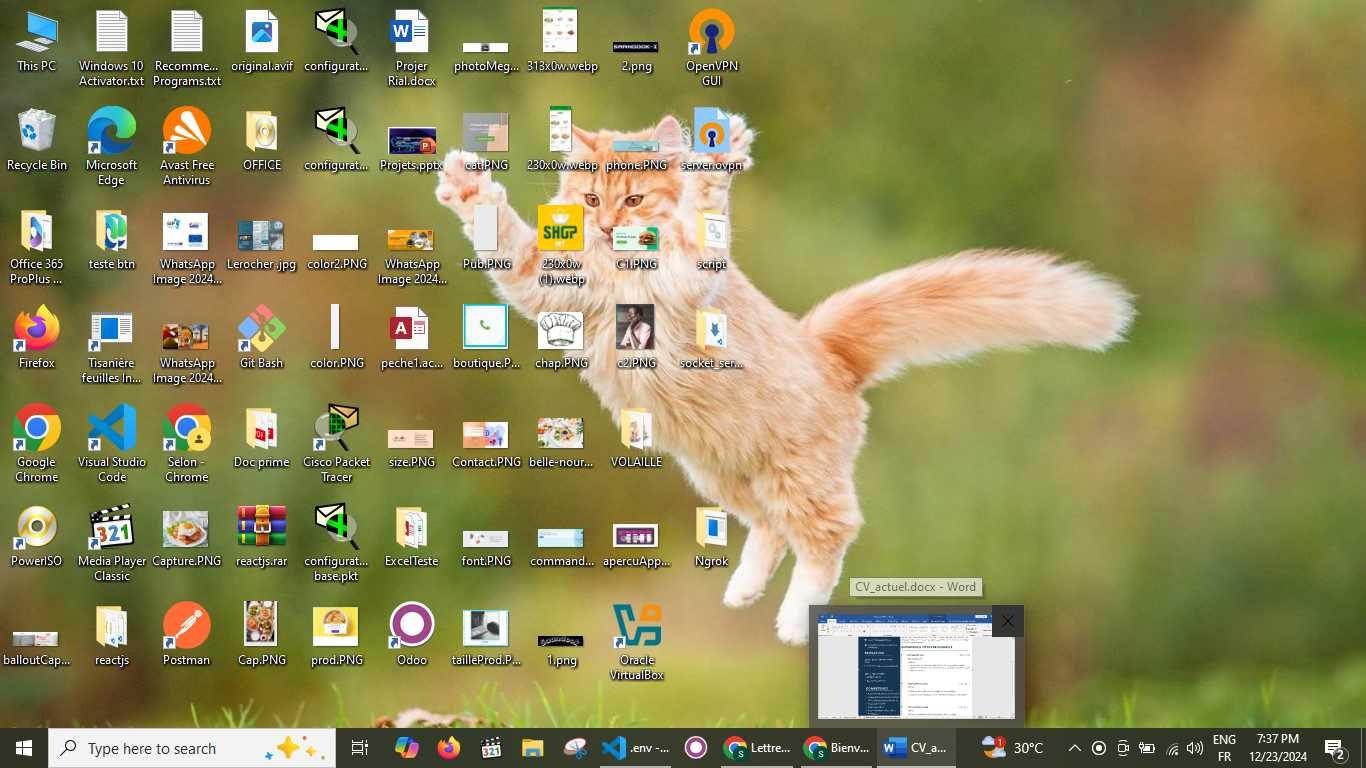 This PC
Windows 10
Activator.txt
Recomme...
Programs.txt
original.avif
configurat...
Projer
Rial.docx
photoMeg...
313x0w.webp
2.png
OpenVPN
GUI
Recycle Bin
Microsoft
Edge
Avast Free
Antivirus
OFFICE
configurat...
Projets.pptx
cat.PNG
230x0w.webp
phone.PNG
server.ovpn
Office 365
ProPlus ...
teste btn
WhatsApp
Image 2024...
Lerocher .jpg
color2.PNG
WhatsApp
Image 2024...
Pub.PNG
SHOP
230x0w
(1).webp
C1.PNG
script
Firefox
Tisanière
feuilles In...
WhatsApp
Image 2024...
Git Bash
color.PNG
peche1.ac...
boutique.P...
chap.PNG
c2.PNG
socket_ser...
Google
Chrome
Visual Studio
Code
Selon -
Chrome
Doc prime
Cisco Packet
Tracer
size.PNG
Contact.PNG
belle-nour...
VOLAILLE
PowerISO
321
Media Player
Classic
Capture.PNG
reactjs.rar
configurat...
base.pkt
ExcelTeste
font.PNG
command...
apercuApp...
Ngrok
CV_actuel.docx - Word
balloutCap...
reactjs
Postman
Cap.PNG
prod.PNG
Odoo
tailleProd.P...
1.png
Oracle
VirtualBox
Type here to search
.env -...
Lettre...
Bienv...
CV_a...
1
30°C
ENG
FR
7:37 PM
12/23/2024
2